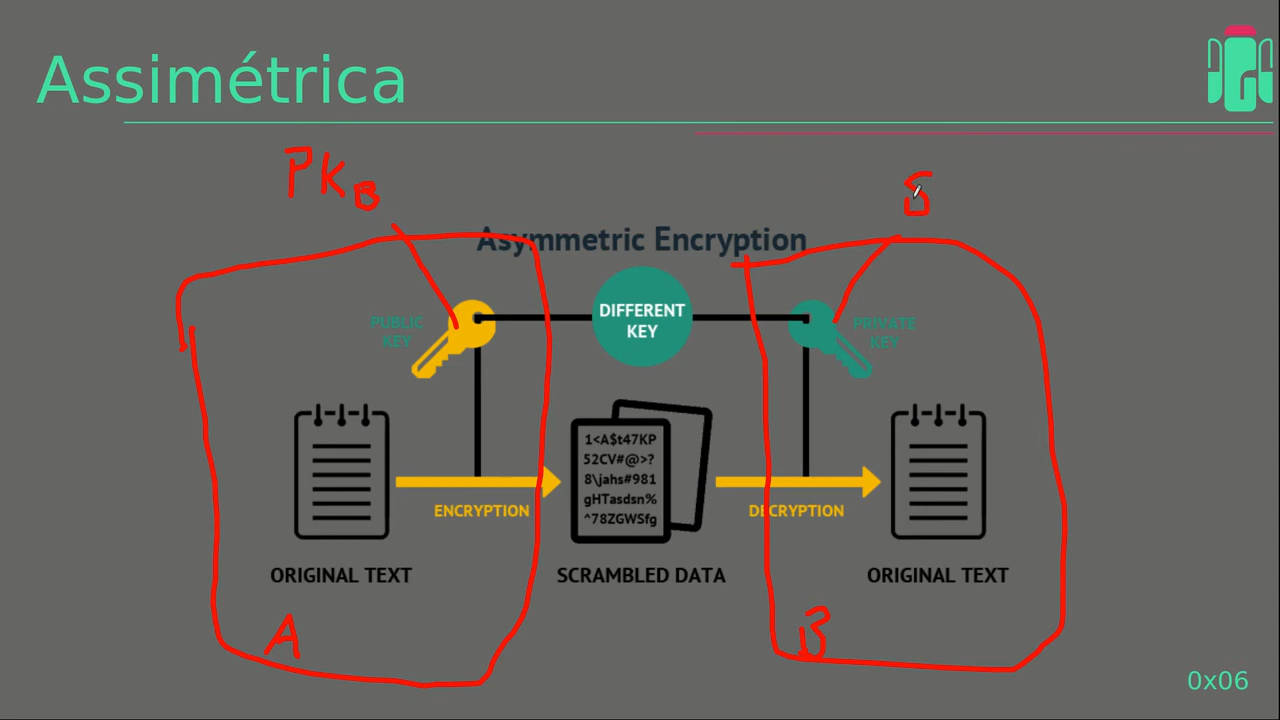 Assimétrica
PKB
S
Asymmetric Encryption
DIFFERENT
KEY
PUBLIC
KEY
PRIVATE
KEY
1<A$t47KP
52CV#@>?
8\jahs#981
gHTasdsn%
^78ZGWSfg
ENCRYPTION
DECRYPTION
ORIGINAL TEXT
SCRAMBLED DATA
ORIGINAL TEXT
A
B
0x06